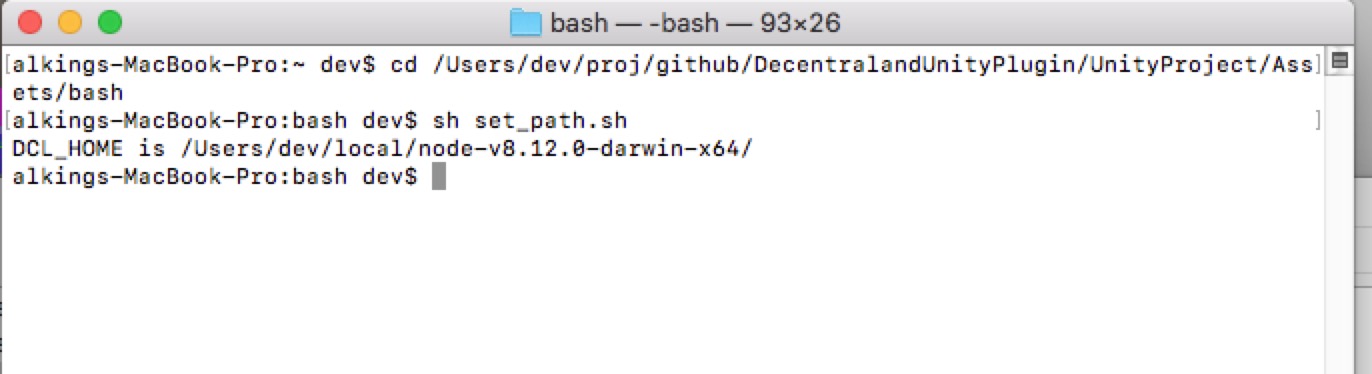 bash — -bash — 93×26
[alkings-MacBook-Pro:~ dev$ cd /Users/dev/proj/github/DecentralandUnityPlugin/UnityProject/Ass]
ets/bash
[alkings-MacBook-Pro:bash dev$ sh set_path.sh ]
DCL_HOME is /Users/dev/local/node-v8.12.0-darwin-x64/
alkings-MacBook-Pro:bash dev$